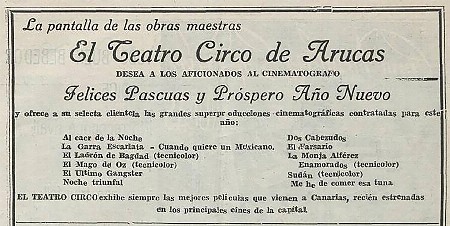 La pantalla de las obras maestras
El Teatro Circo de Arucas
DESEA A LOS AFICIONADOS AL CINEMATOGRAFO
Felices Pascuas y Próspero Año Nuevo
y ofrece a su selecta clientela las grandes superpr oducciones cinematográficas contratadas para este
año:
Al caer de la Noche
La Garra Escarlata - Cuando quiere un Mexicano.
El Ladrón de Bagdad (tecnicolor)
El Mago de Oz (tecnicolor)
El Ultimo Gangster
Noche triunfal
Dos Cabezudos
El Farsario
La Monja Alférez
Enamorados (tecnicolor)
Sudán (tecnicolor)
Me he de comer esa tuna
EL TEATRO CIRCO exhibe siempre las mejores películas que vienen a Canarias, recién estrenadas
en los principales cines de la capital.